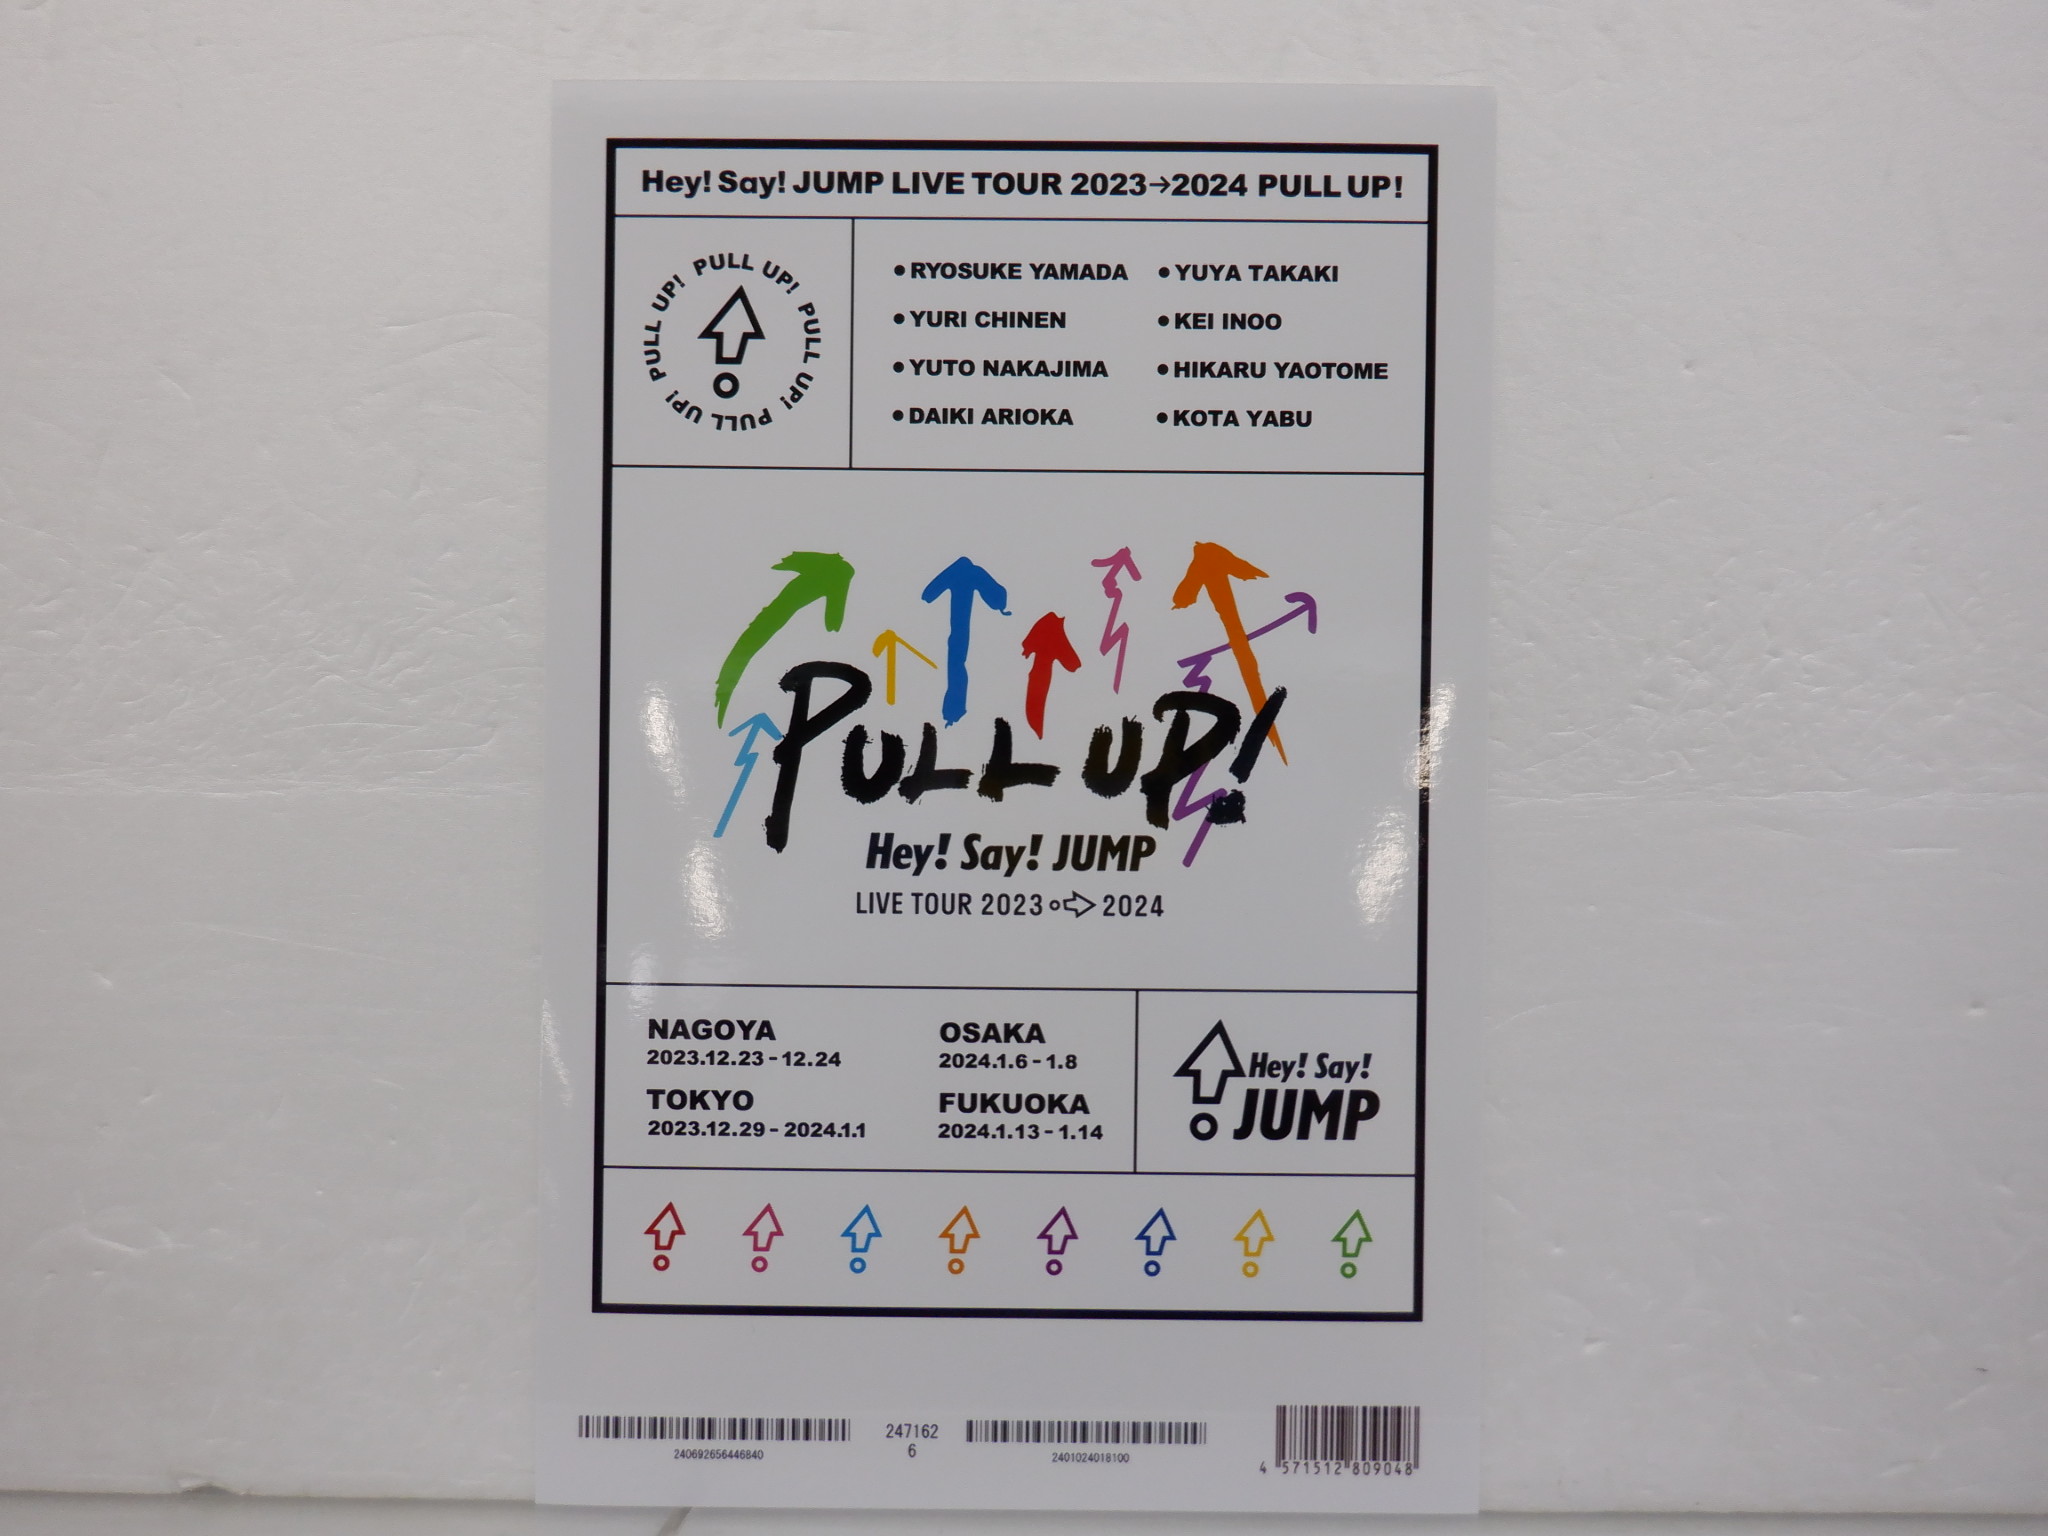 Hey! Say! JUMP LIVE TOUR 2023→2024 PULL UP!
PULL UP! PULL UP! PULL UP! PULL UP!
•RYOSUKE YAMADA
•YURI CHINEN
•YUTO NAKAJIMA
•DAIKI ARIOKA
•YUYA TAKAKI
•KEI INOO
•HIKARU YAOTOME
•KOTA YABU
PULL UP!
Hey! Say! JUMP
LIVE TOUR 2023 2024
NAGOYA
2023.12.23-12.24
TOKYO
2023.12.29-2024.1.1
OSAKA
2024.1.6-1.8
FUKUOKA
2024.1.13-1.14
Hey! Say!
JUMP
240692656446840
247162
6
2401024018100
4 571512 809048